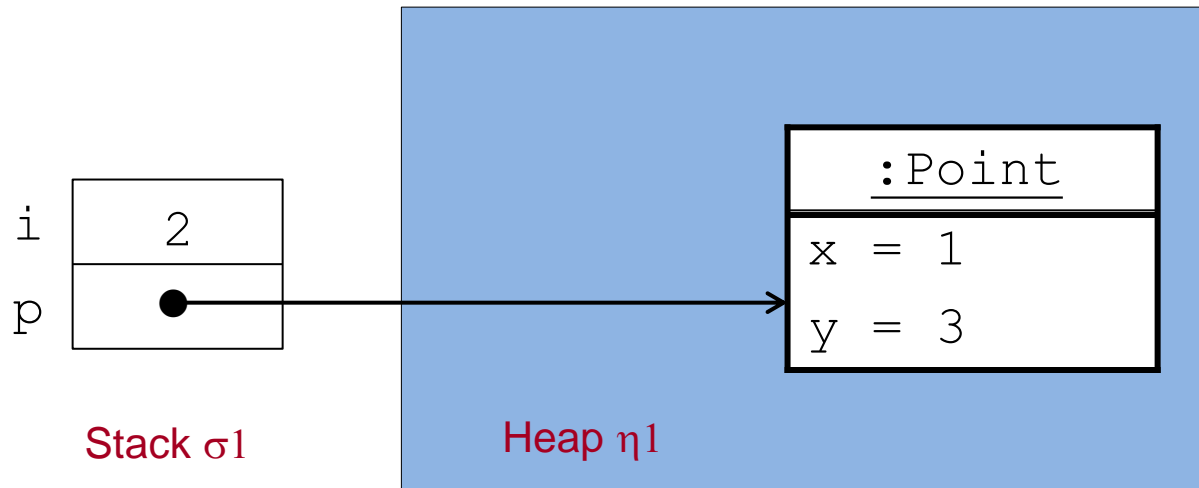 i 2
p
:Point
x = 1
y = 3
Stack σ1
Heap η1